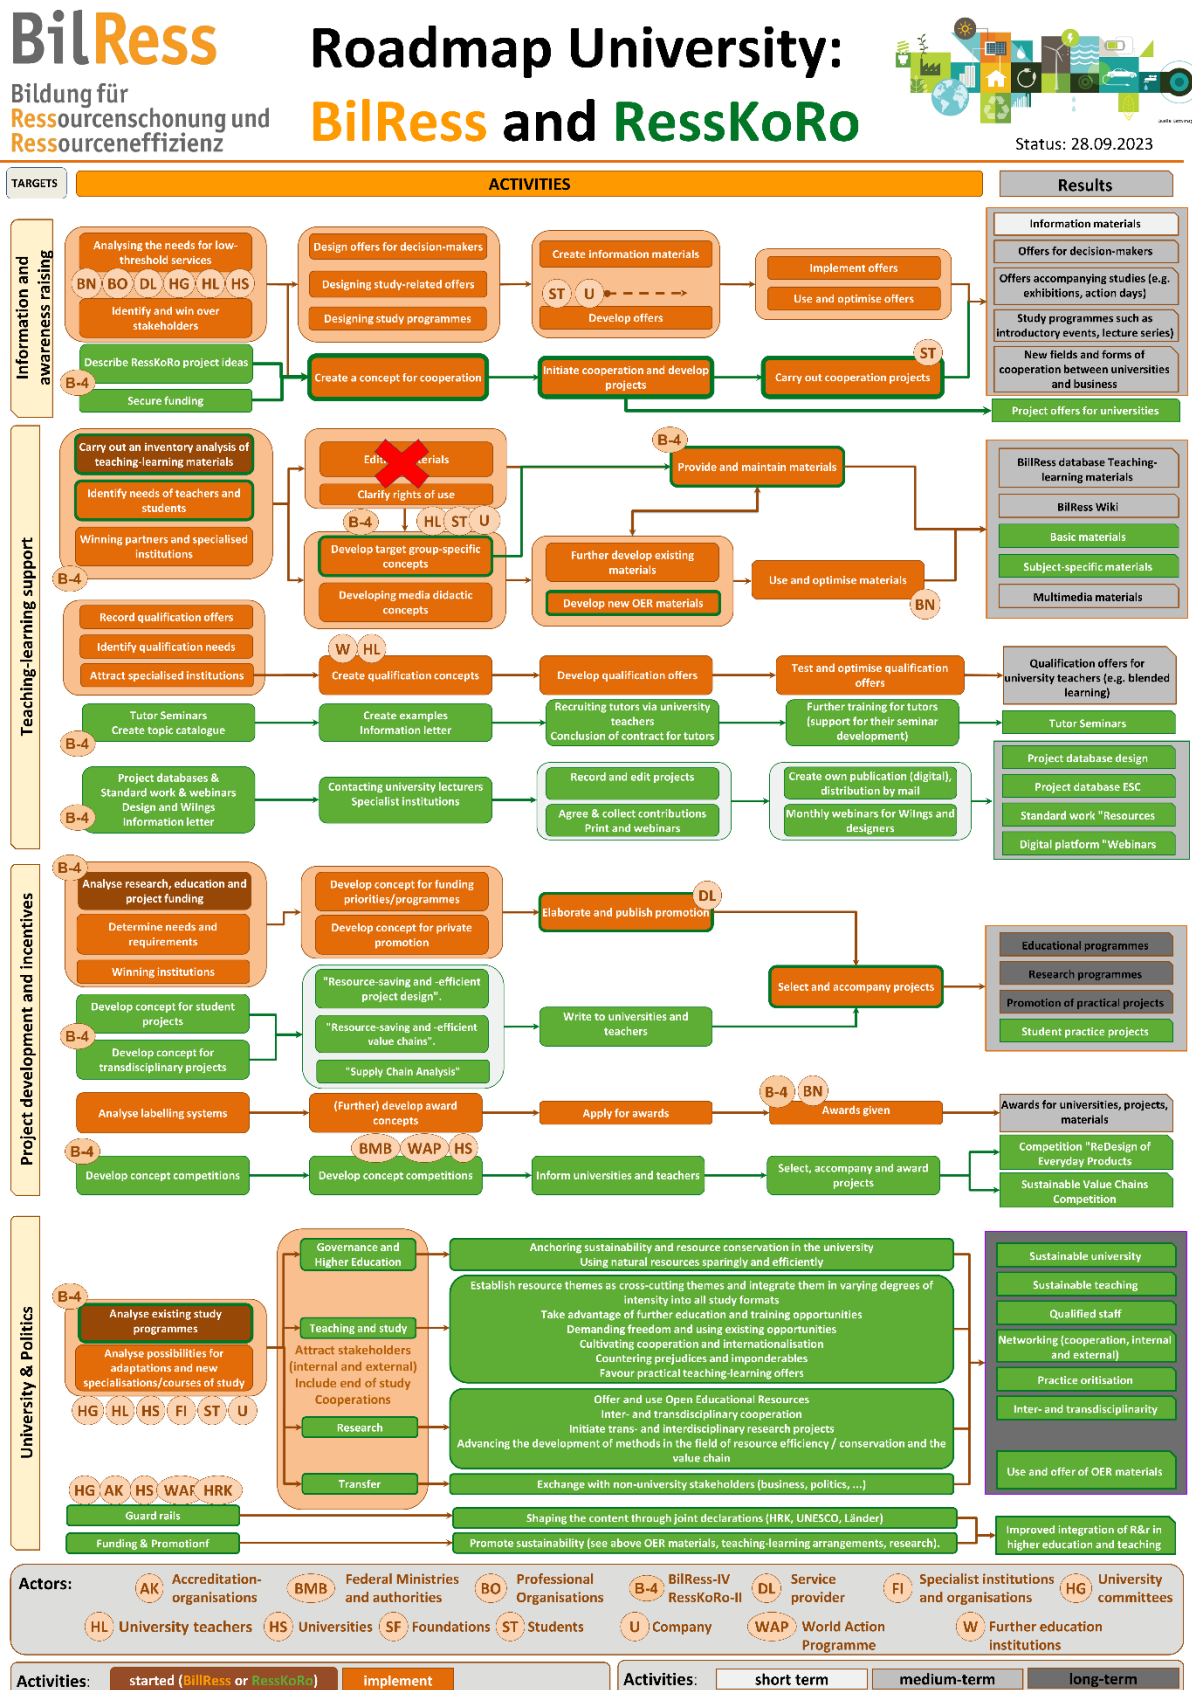 BilRess
Bildung für
Ressourcenschonung und
Ressourceneffizienz
Roadmap University:
BilRess and RessKoRo
Status: 28.09.2023
TARGETS
ACTIVITIES
Results
Information and
awareness raising
Analysing the needs for low-
threshold services
BN BO DL HG HL HS
Identify and win over
stakeholders
Describe RessKoRo project ideas
B-4
Secure funding
Design offers for decision-makers
Designing study-related offers
Designing study programmes
Create a concept for cooperation
Create information materials
ST U
Develop offers
Initiate cooperation and develop
projects
Implement offers
Use and optimise offers
ST
Carry out cooperation projects
Information materials
Offers for decision-makers
Offers accompanying studies (e.g.
exhibitions, action days)
Study programmes such as
introductory events, lecture series)
New fields and forms of
cooperation between universities
and business
Project offers for universities
Teaching-learning support
Carry out an inventory analysis of
teaching-learning materials
Identify needs of teachers and
students
Winning partners and specialised
institutions
B-4
Clarify rights of use
B-4 HL ST U
Develop target group-specific
concepts
Developing media didactic
concepts
B-4
Provide and maintain materials
Further develop existing
materials
Develop new OER materials
Use and optimise materials
BN
BilRess database Teaching-
learning materials
BilRess Wiki
Basic materials
Subject-specific materials
Multimedia materials
Record qualification offers
Identify qualification needs
Attract specialised institutions
W HL
Create qualification concepts
Develop qualification offers
Test and optimise qualification
offers
Qualification offers for
university teachers (e.g. blended
learning)
Tutor Seminars
Create topic catalogue
B-4
Create examples
Information letter
Recruiting tutors via university
teachers
Conclusion of contract for tutors
Further training for tutors
(support for their seminar
development)
Tutor Seminars
Project databases &
Standard work & webinars
Design and WiIngs
Information letter
B-4
Contacting university lecturers
Specialist institutions
Record and edit projects
Agree & collect contributions
Print and webinars
Create own publication (digital),
distribution by mail
Monthly webinars for WiIngs and
designers
Project database design
Project database ESC
Standard work "Resources
Digital platform "Webinars
Project development and incentives
B-4
Analyse research, education and
project funding
Determine needs and
requirements
Winning institutions
Develop concept for funding
priorities/programmes
Develop concept for private
promotion
DL
Elaborate and publish promotion
Select and accompany projects
Educational programmes
Research programmes
Promotion of practical projects
Student practice projects
Develop concept for student
projects
B-4
Develop concept for
transdisciplinary projects
"Resource-saving and -efficient
project design".
"Resource-saving and -efficient
value chains".
"Supply Chain Analysis"
Write to universities and
teachers
Analyse labelling systems
(Further) develop award
concepts
Apply for awards
B-4 BN
Awards given
Awards for universities, projects,
materials
B-4
Develop concept competitions
BMB WAP HS
Develop concept competitions
Inform universities and teachers
Select, accompany and award
projects
Competition "ReDesign of
Everyday Products
Sustainable Value Chains
Competition
University & Politics
B-4
Analyse existing study
programmes
Analyse possibilities for
adaptations and new
specialisations/courses of study
HG HL HS FI ST U
Governance and
Higher Education
Teaching and study
Attract stakeholders
(internal and external)
Include end of study
Cooperations
Research
Transfer
Anchoring sustainability and resource conservation in the university
Using natural resources sparingly and efficiently
Establish resource themes as cross-cutting themes and integrate them in varying degrees of
intensity into all study formats
Take advantage of further education and training opportunities
Demanding freedom and using existing opportunities
Cultivating cooperation and internationalisation
Countering prejudices and imponderables
Favour practical teaching-learning offers
Offer and use Open Educational Resources
Inter- and transdisciplinary cooperation
Initiate trans- and interdisciplinary research projects
Advancing the development of methods in the field of resource efficiency / conservation and the
value chain
Exchange with non-university stakeholders (business, politics, ...)
Sustainable university
Sustainable teaching
Qualified staff
Networking (cooperation, internal
and external)
Practice oritisation
Inter- and transdisciplinarity
Use and offer of OER materials
HG AK HS WAP HRK
Guard rails
Shaping the content through joint declarations (HRK, UNESCO, Länder)
Funding & Promotionf
Promote sustainability (see above OER materials, teaching-learning arrangements, research).
Improved integration of R&r in
higher education and teaching
Actors:
AK Accreditation-
organisations
BMB Federal Ministries
and authorities
BO Professional
Organisations
B-4 BilRess-IV
RessKoRo-II
DL Service
provider
FI Specialist institutions
and organisations
HG University
committees
HL University teachers
HS Universities
SF Foundations
ST Students
U Company
WAP World Action
Programme
W Further education
institutions
Activities: started (BillRess or RessKoRo) implement
Activities: short term medium-term long-term